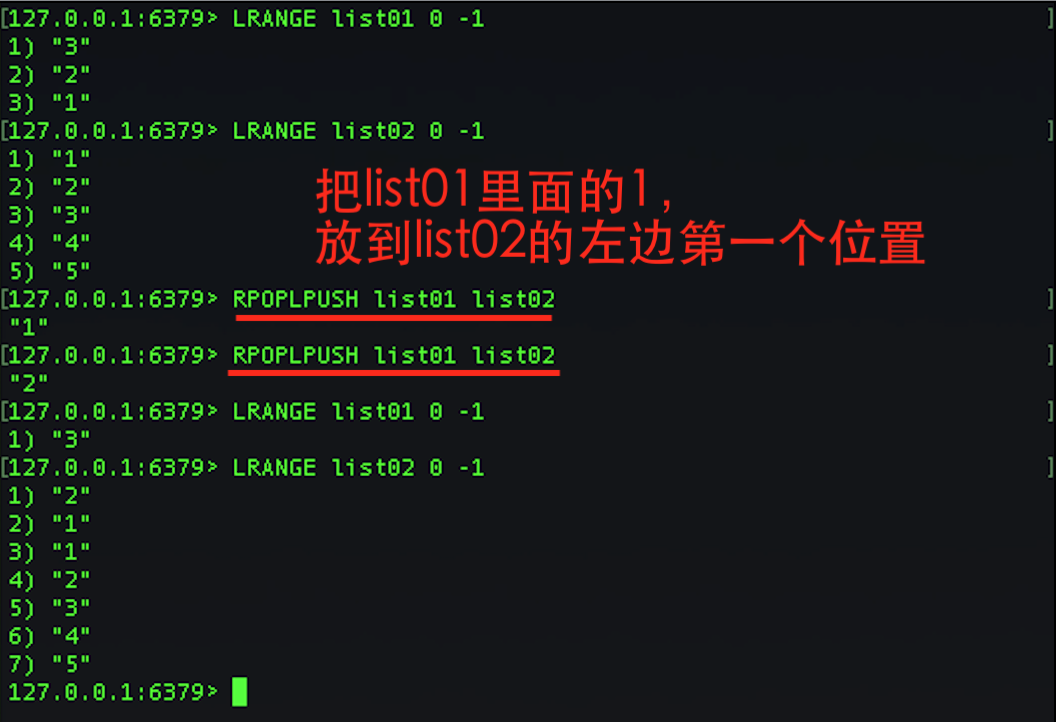 [127.0.0.1:6379> LRANGE list01 0 -1 ]
1) "3"
2) "2"
3) "1"
[127.0.0.1:6379> LRANGE list02 0 -1 ]
1) "1"
2) "2"
3) "3"
4) "4"
5) "5"
把list01里面的1,
放到list02的左边第一个位置
[127.0.0.1:6379> RPOPLPUSH list01 list02 ]
"1"
[127.0.0.1:6379> RPOPLPUSH list01 list02 ]
"2"
[127.0.0.1:6379> LRANGE list01 0 -1 ]
1) "3"
[127.0.0.1:6379> LRANGE list02 0 -1 ]
1) "2"
2) "1"
3) "1"
4) "2"
5) "3"
6) "4"
7) "5"
127.0.0.1:6379>